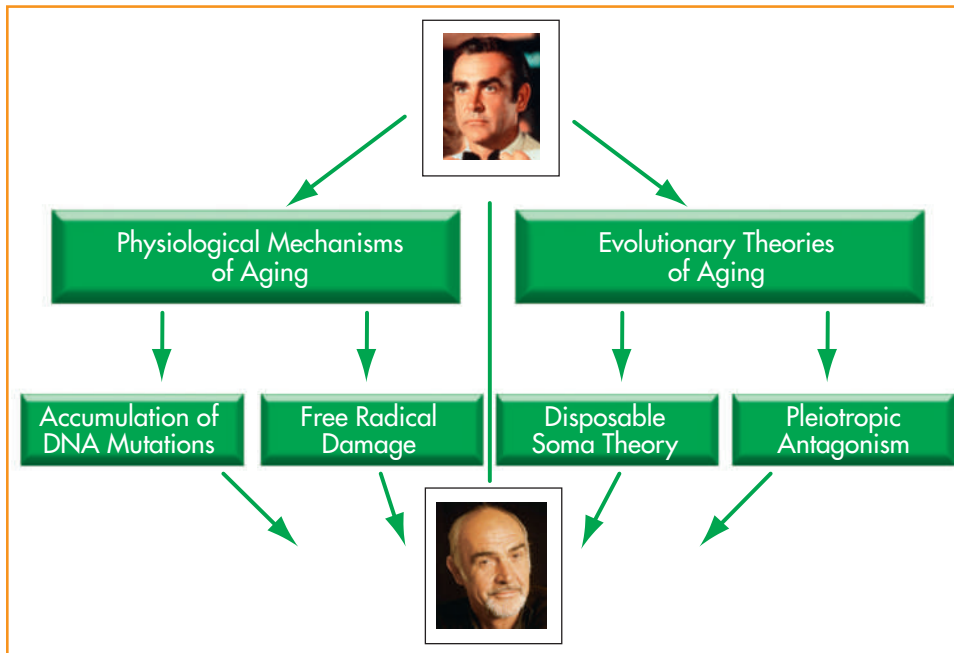 Physiological Mechanisms
of Aging
Evolutionary Theories
of Aging
Accumulation of
DNA Mutations
Free Radical
Damage
Disposable
Soma Theory
Pleiotropic
Antagonism